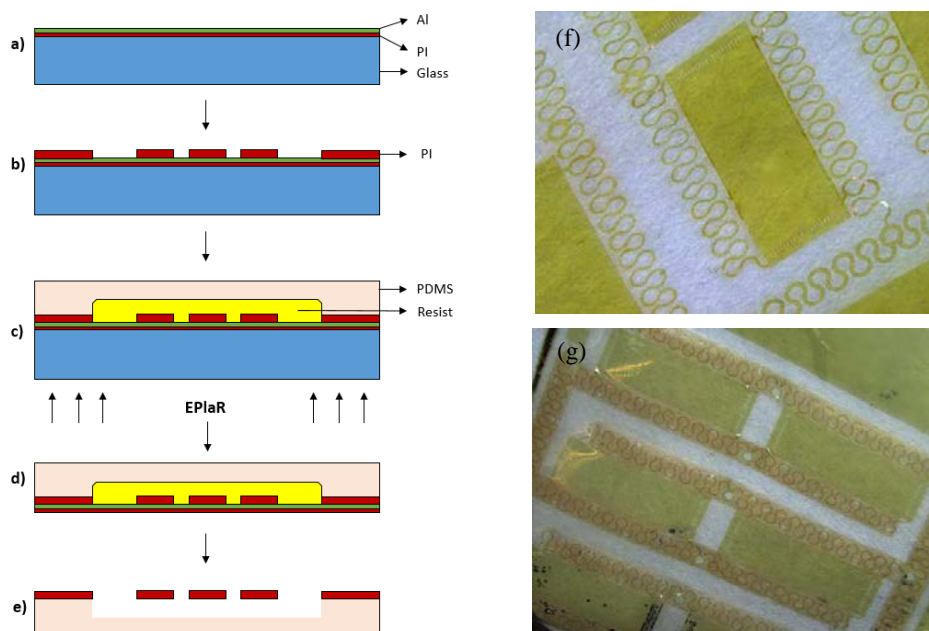 a)
Al
PI
Glass
b)
PI
c)
PDMS
Resist
EPlaR
d)
e)
(f)
(g)